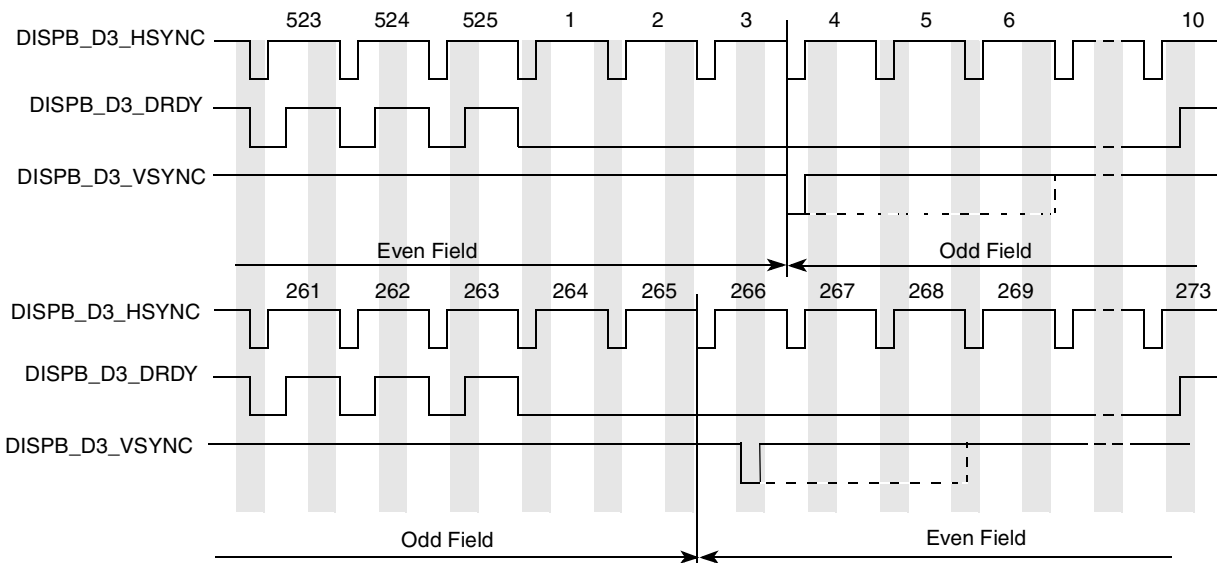 523 524 525 1 2 3 4 5 6 10
DISPB_D3_HSYNC
DISPB_D3_DRDY
DISPB_D3_VSYNC
Even Field Odd Field
261 262 263 264 265 266 267 268 269 273
DISPB_D3_HSYNC
DISPB_D3_DRDY
DISPB_D3_VSYNC
Odd Field Even Field